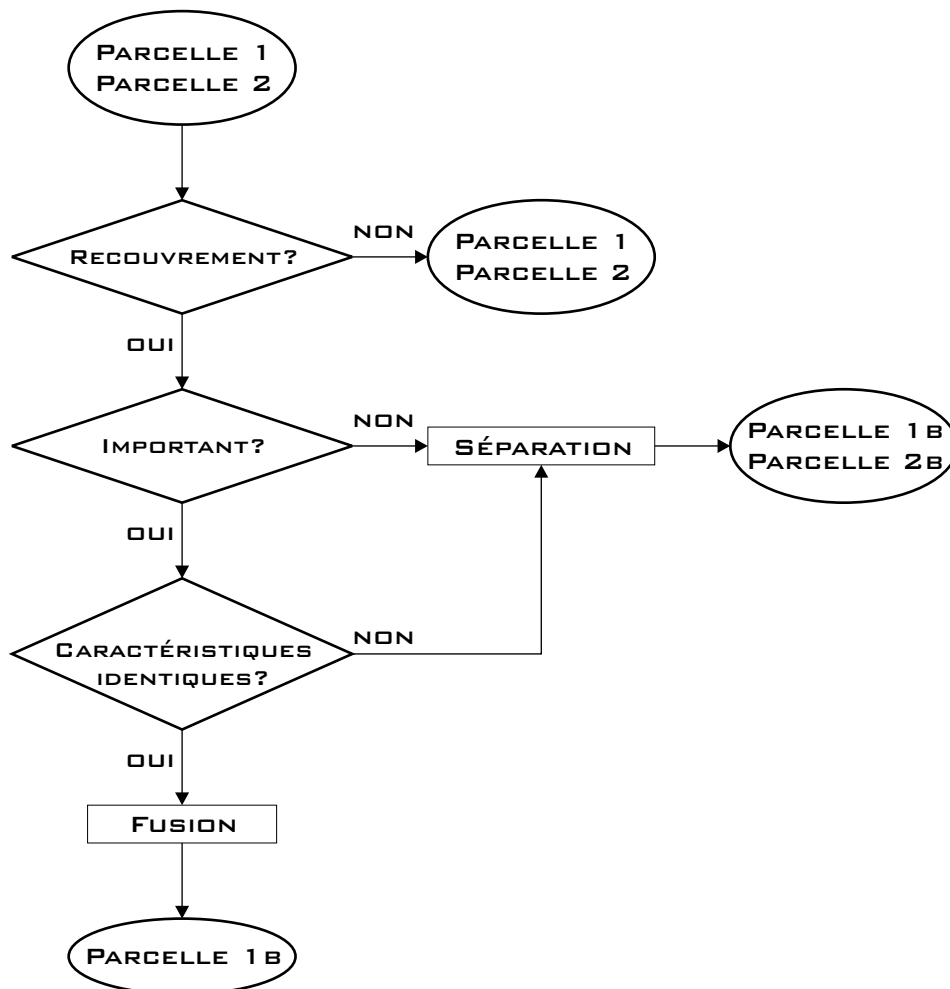 Parcelle 1
Parcelle 2
Recouvrement?
NON
Parcelle 1
Parcelle 2
OUI
Important?
NON
Séparation
Parcelle 1b
Parcelle 2b
OUI
Caractéristiques
identiques?
NON
OUI
Fusion
Parcelle 1b